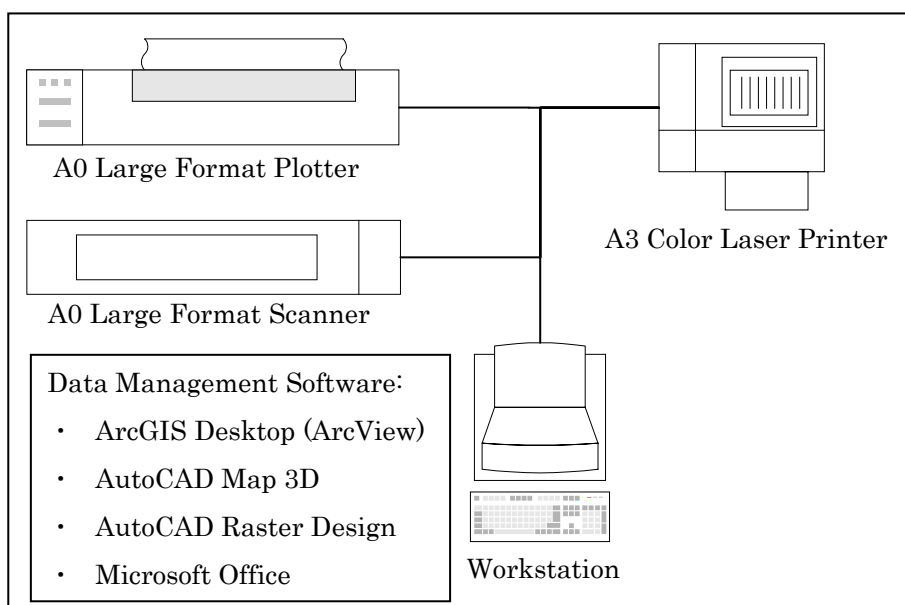 A0 Large Format Plotter
A3 Color Laser Printer
A0 Large Format Scanner
Data Management Software:
・ ArcGIS Desktop (ArcView)
・ AutoCAD Map 3D
・ AutoCAD Raster Design
・ Microsoft Office
Workstation